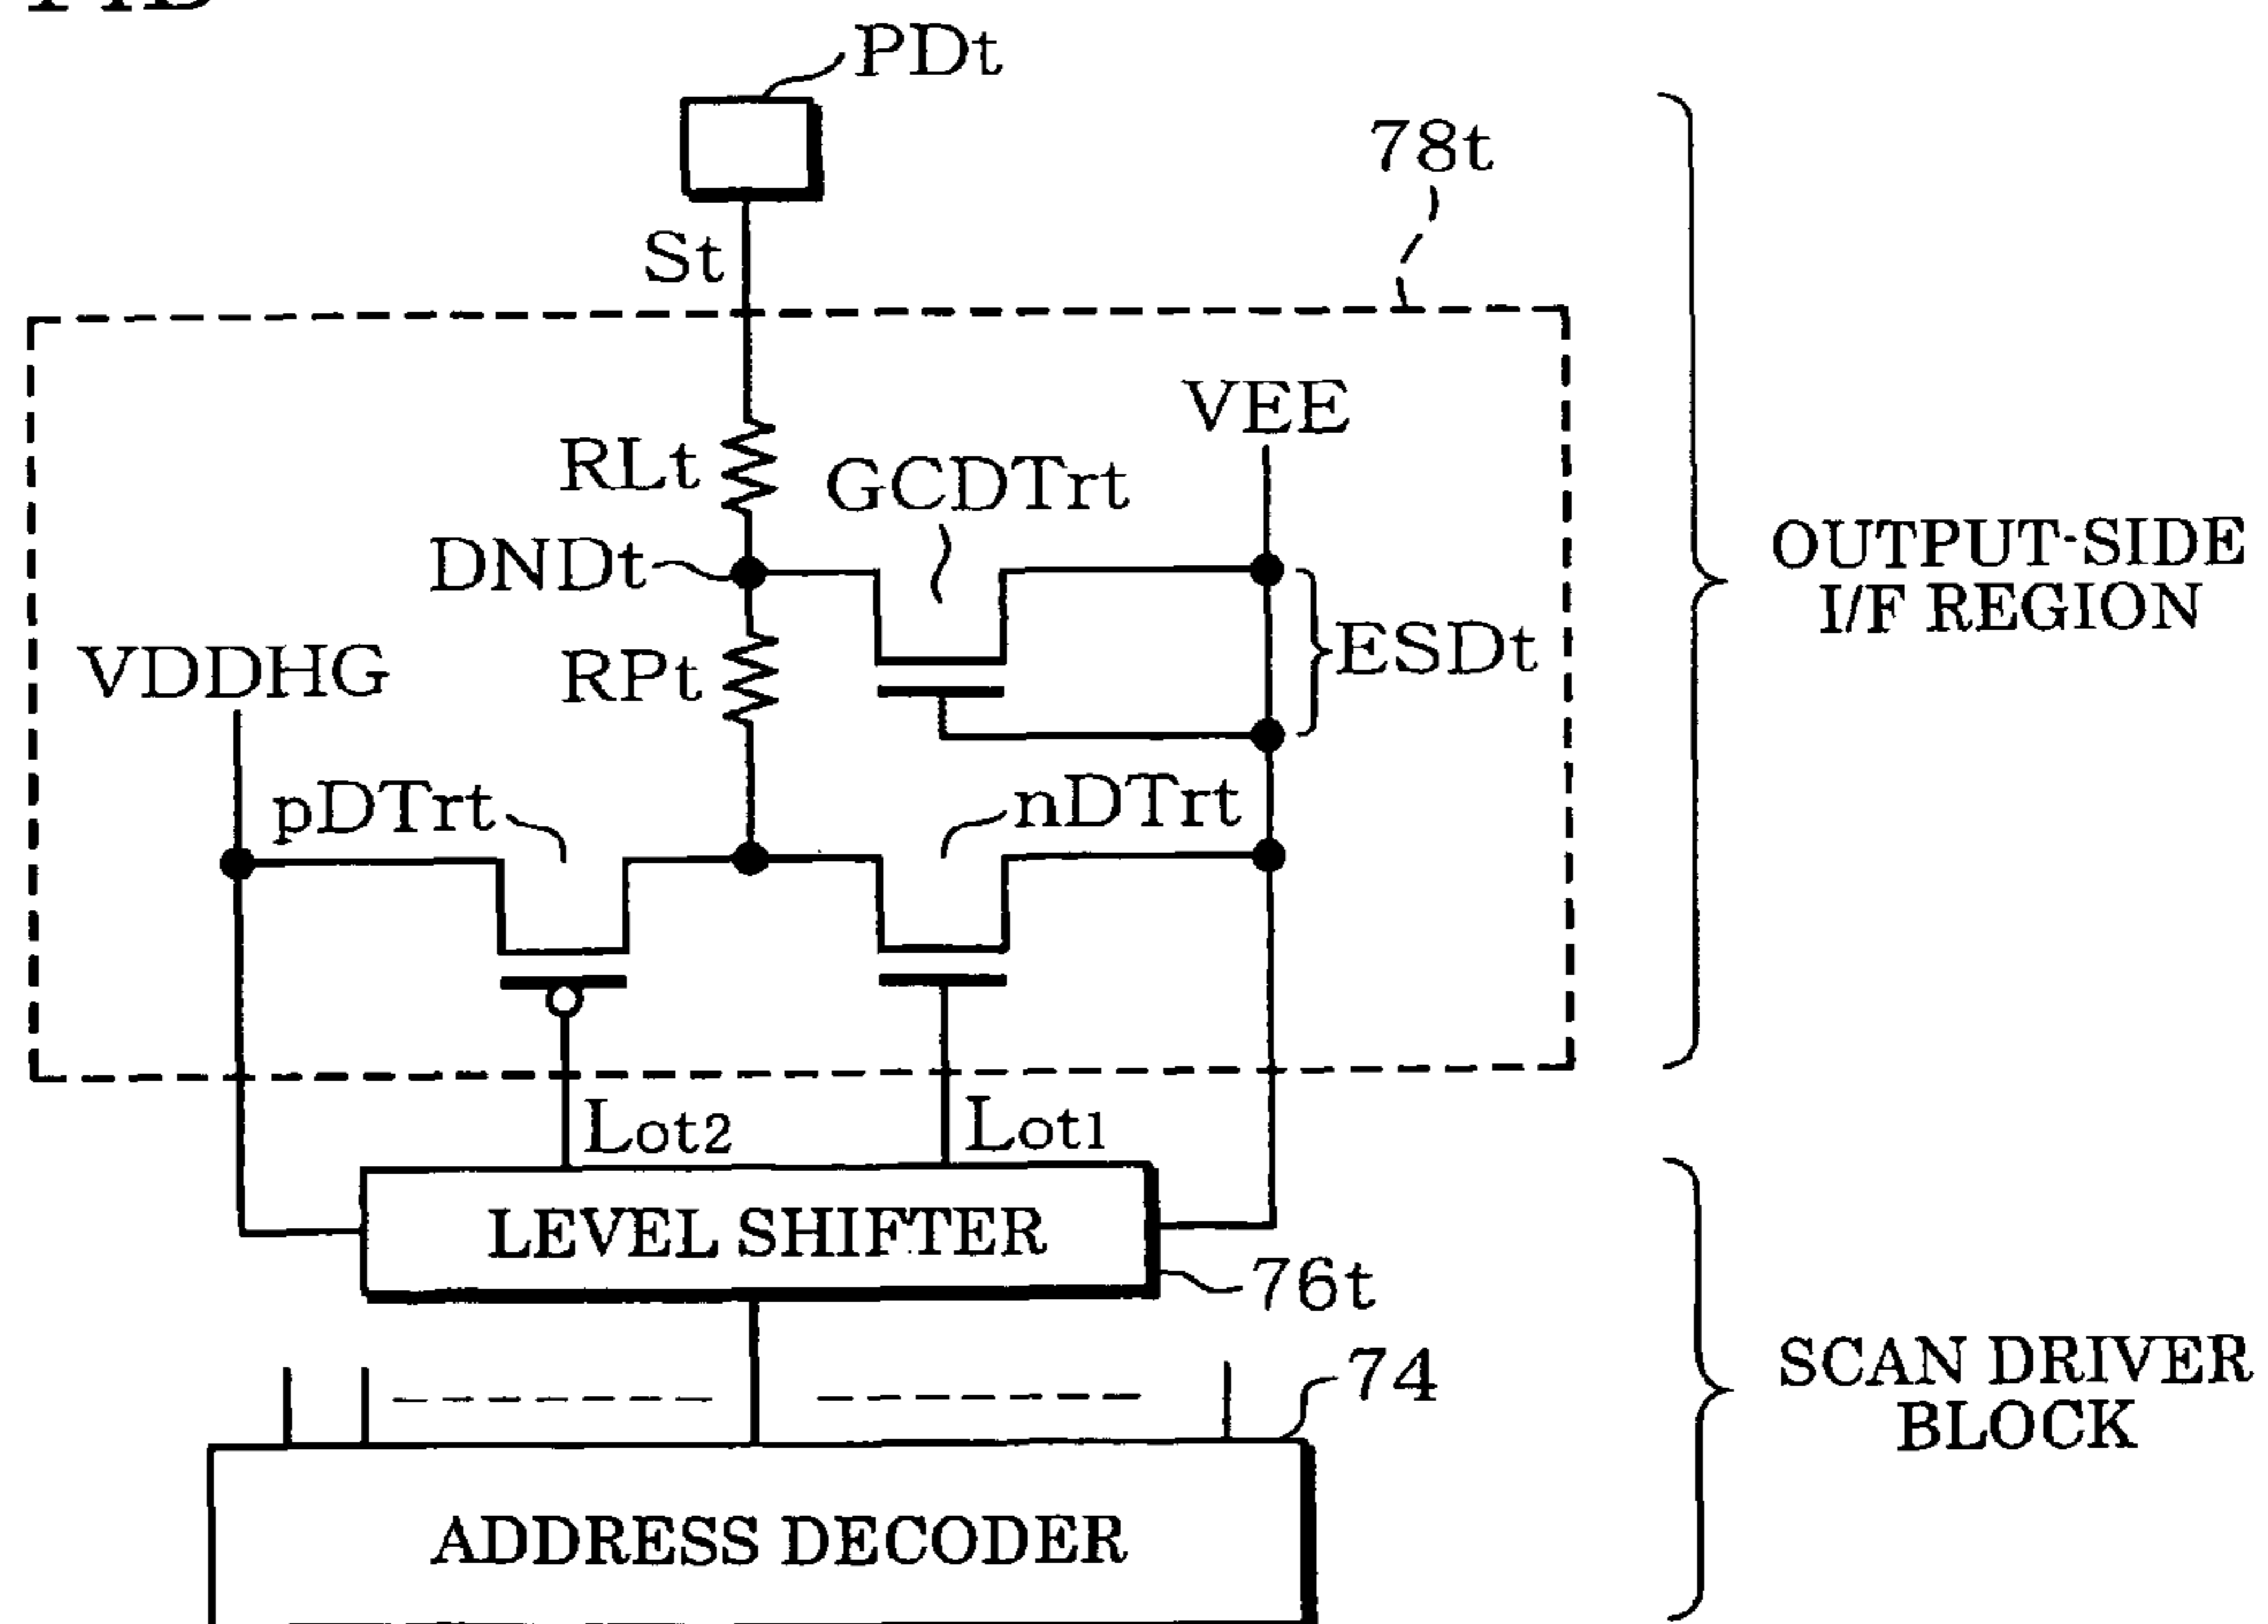 PDt
78t
St
VEE
RLt
GCDTrt
DNDt
OUTPUT-SIDE
I/F REGION
VDDHG
RPt
ESDt
pDTrt
nDTrt
Lot2
Lot1
LEVEL SHIFTER
76t
74
SCAN DRIVER
BLOCK
ADDRESS DECODER